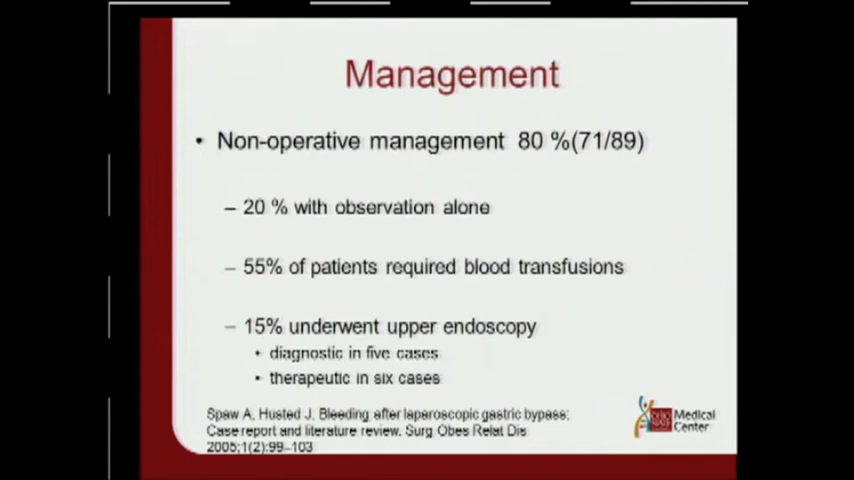 Management
• Non-operative management 80 %(71/89)
– 20 % with observation alone
– 55% of patients required blood transfusions
– 15% underwent upper endoscopy
• diagnostic in five cases
• therapeutic in six cases
Spaw A, Husted J. Bleeding after laparoscopic gastric bypass:
Case report and literature review. Surg Obes Relat Dis
2005;1(2):99–103
Medical
Center